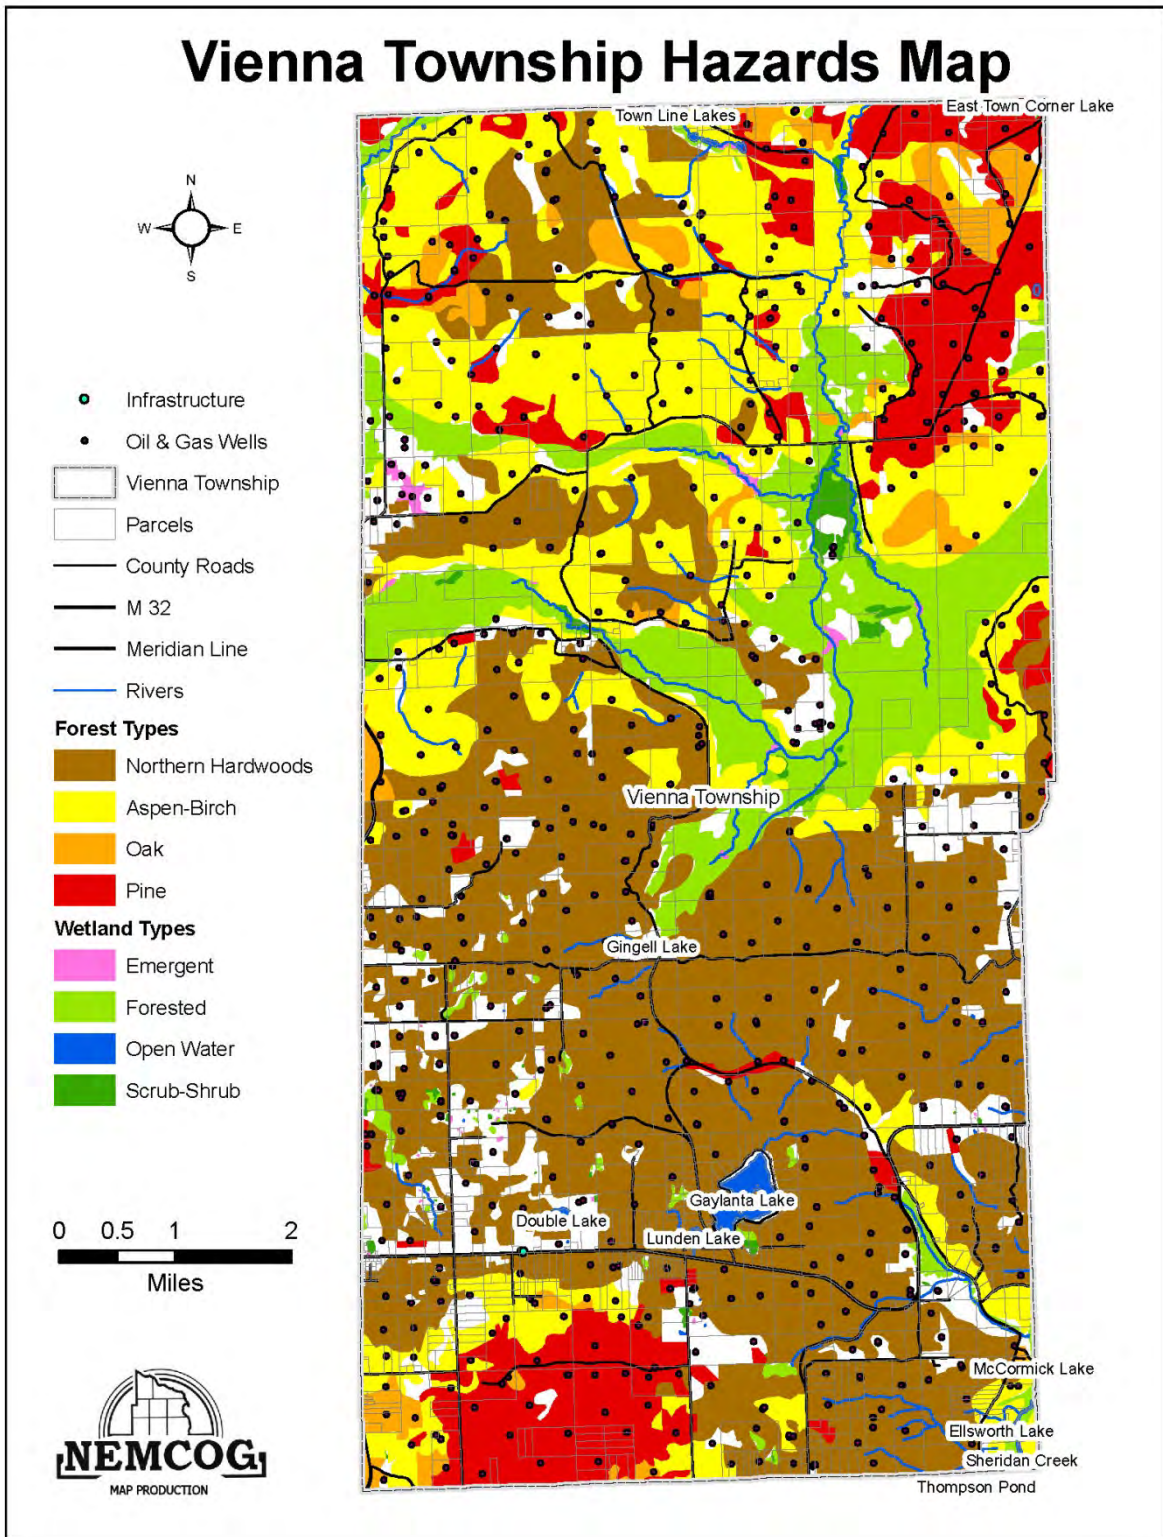 Vienna Township Hazards Map
Town Line Lakes
East Town Corner Lake
N
W
E
S
Infrastructure
Oil & Gas Wells
Vienna Township
Parcels
County Roads
M 32
Meridian Line
Rivers
Forest Types
Northern Hardwoods
Aspen-Birch
Oak
Pine
Wetland Types
Emergent
Forested
Open Water
Scrub-Shrub
Vienna Township
Gingell Lake
Gaylanta Lake
Double Lake
Lunden Lake
0 0.5 1 2
Miles
McCormick Lake
Ellsworth Lake
Sheridan Creek
Thompson Pond
NEMCOG
MAP PRODUCTION